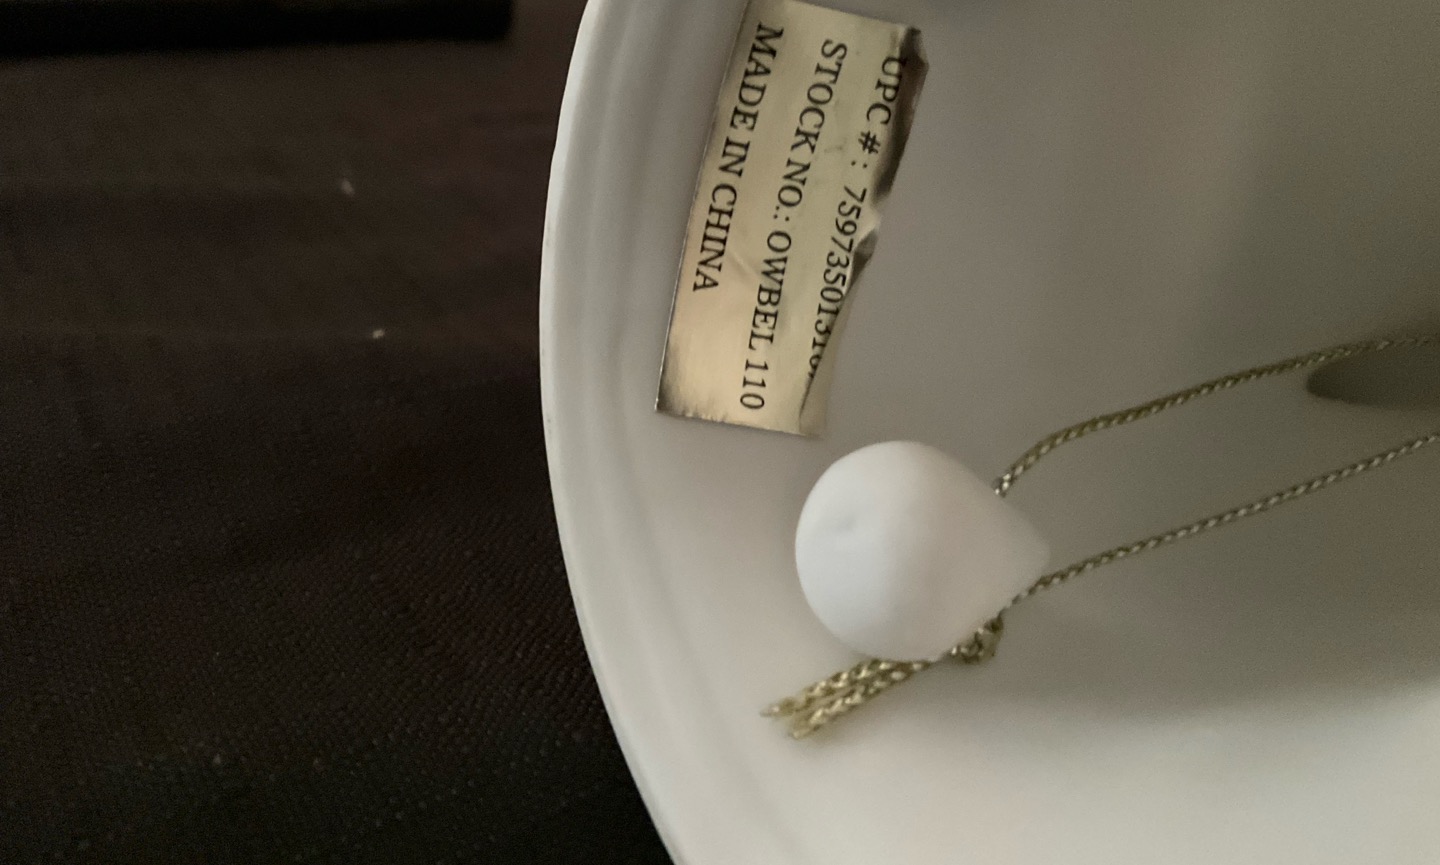 UPC #:
STOCK NO.: OWBEL 110
MADE IN CHINA